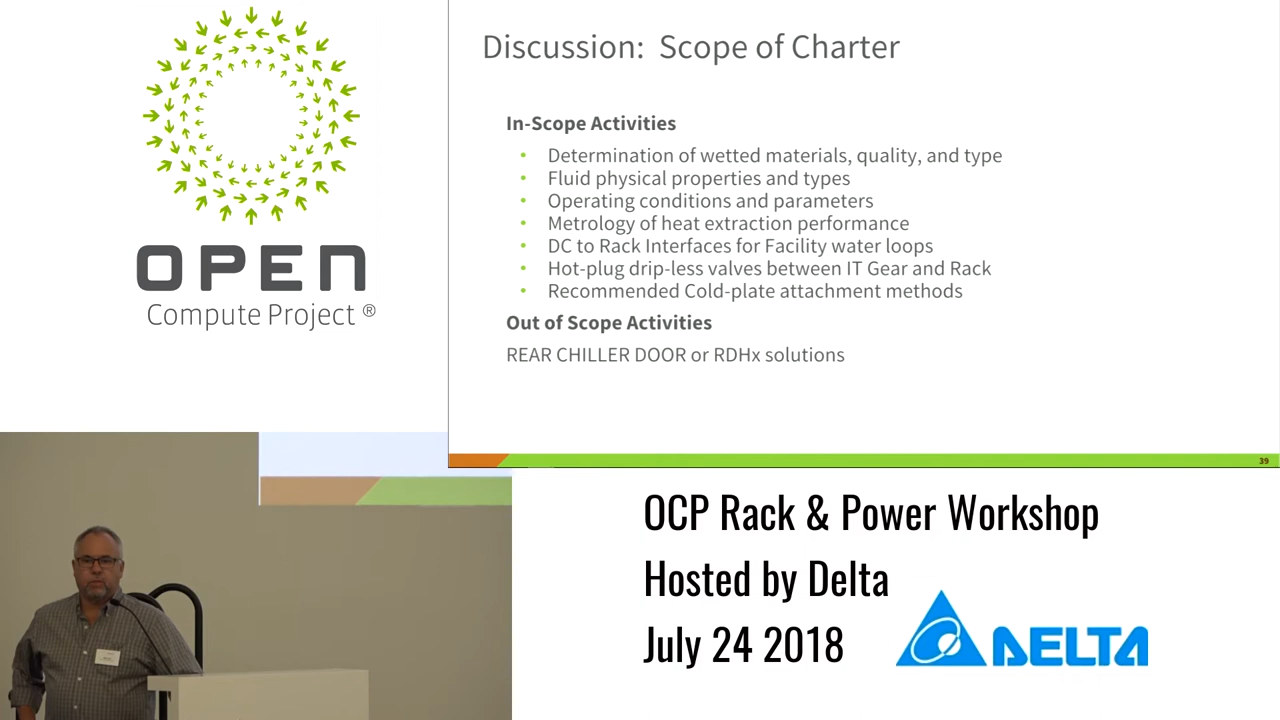 OPEN
Compute Project ®
Discussion: Scope of Charter
In-Scope Activities
• Determination of wetted materials, quality, and type
• Fluid physical properties and types
• Operating conditions and parameters
• Metrology of heat extraction performance
• DC to Rack Interfaces for Facility water loops
• Hot-plug drip-less valves between IT Gear and Rack
• Recommended Cold-plate attachment methods
Out of Scope Activities
REAR CHILLER DOOR or RDHx solutions
39
OCP Rack & Power Workshop
Hosted by Delta
July 24 2018
DELTA